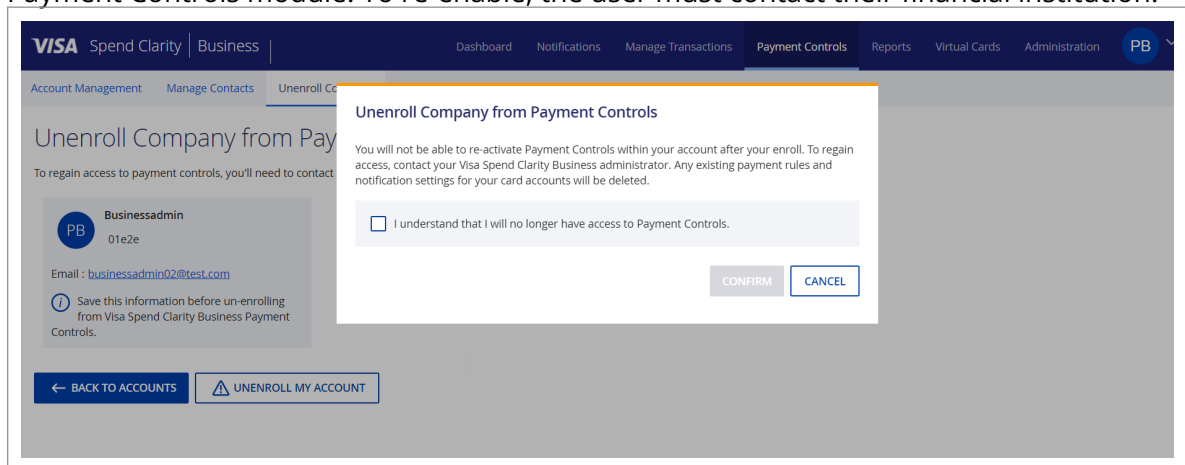 Payment Controls module. To re-enable, the user must contact their financial institution.
VISA Spend Clarity | Business
Dashboard Notifications Manage Transactions Payment Controls Reports Virtual Cards Administration PB
Account Management Manage Contacts Unenroll Co
Unenroll Company from Payment Controls
You will not be able to re-activate Payment Controls within your account after your enroll. To regain
access, contact your Visa Spend Clarity Business administrator. Any existing payment rules and
notification settings for your card accounts will be deleted.
I understand that I will no longer have access to Payment Controls.
CONFIRM CANCEL
Unenroll Company from Pay
To regain access to payment controls, you'll need to contact
PB
Businessadmin
01e2e
Email : businessadmin02@test.com
i Save this information before un-enrolling
from Visa Spend Clarity Business Payment
Controls.
← BACK TO ACCOUNTS
UNENROLL MY ACCOUNT